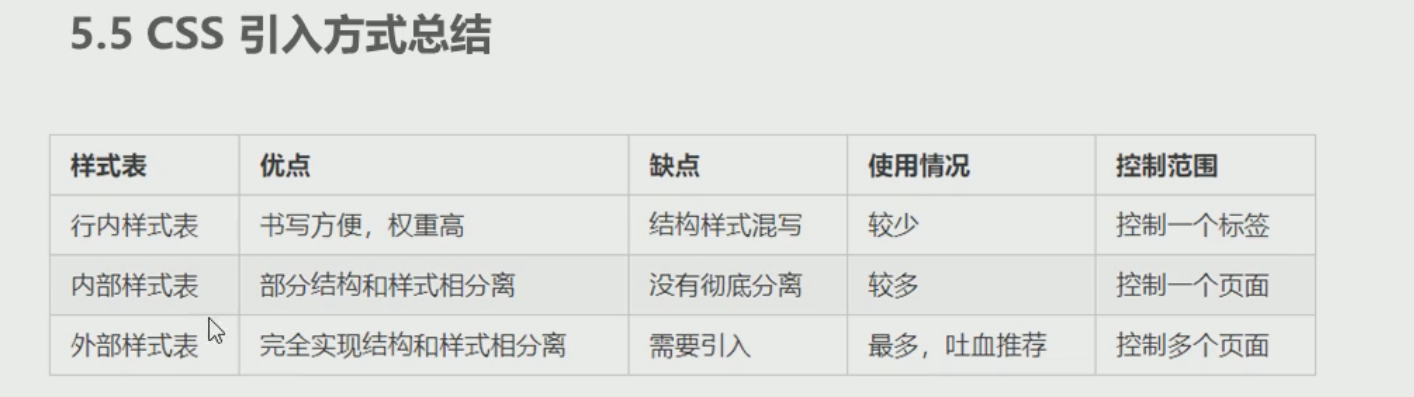 5.5 CSS 引入方式总结
样式表 优点 缺点 使用情况 控制范围
行内样式表 书写方便，权重高 结构样式混写 较少 控制一个标签
内部样式表 部分结构和样式相分离 没有彻底分离 较多 控制一个页面
外部样式表 完全实现结构和样式相分离 需要引入 最多，吐血推荐 控制多个页面